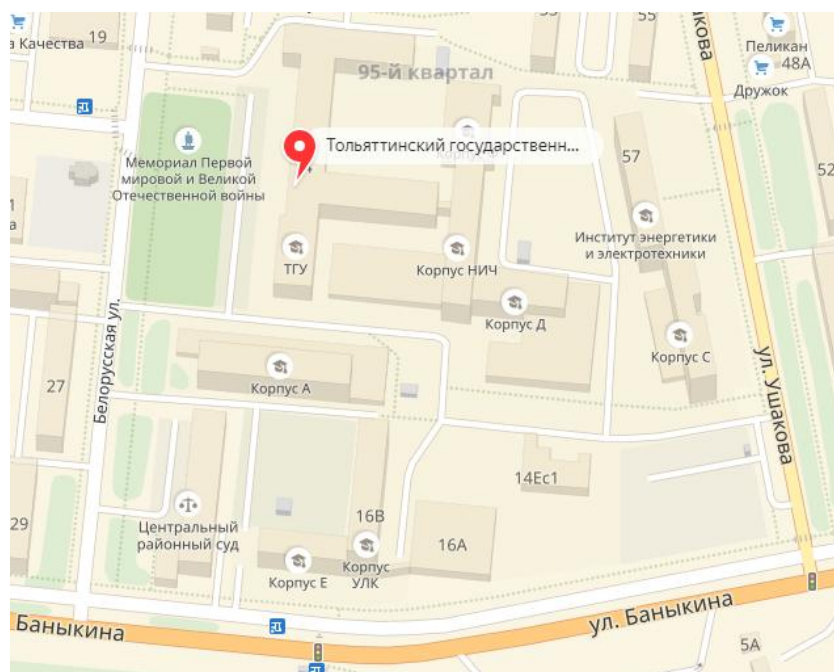 19
а Качества
95-й квартал
55
акова
Пеликан
48А
Дружок
Мемориал Первой
мировой и Великой
Отечественной войны
Тольяттинский государственн...
57
52
1
а
ТГУ
Корпус НИЧ
Институт энергетики
и электротехники
Корпус Д
Корпус С
Белорусская ул.
27
Корпус А
ул. Ушакова
14Ес1
29
Центральный
районный суд
16В
16А
Корпус Е
Корпус
УЛК
Баныкина
ул. Баныкина
5А